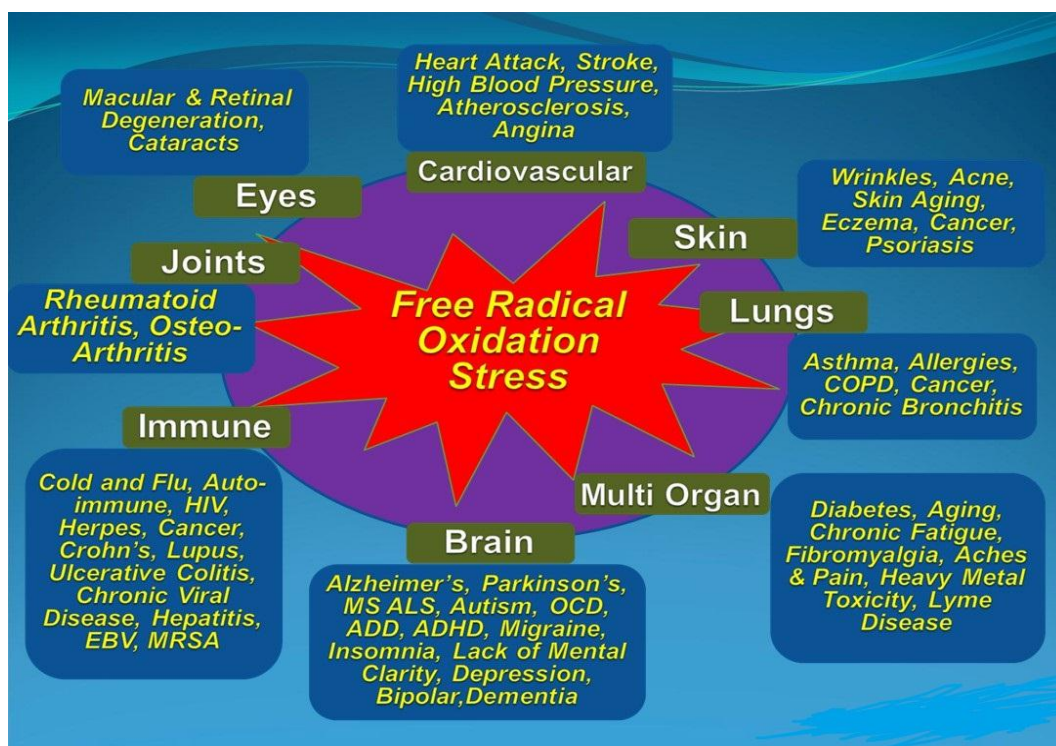 Heart Attack, Stroke,
High Blood Pressure,
Atherosclerosis,
Angina
Cardiovascular
Macular & Retinal
Degeneration,
Cataracts
Eyes
Wrinkles, Acne,
Skin Aging,
Eczema, Cancer,
Psoriasis
Skin
Joints
Rheumatoid
Arthritis, Osteo-
Arthritis
Free Radical
Oxidation
Stress
Lungs
Asthma, Allergies,
COPD, Cancer,
Chronic Bronchitis
Immune
Cold and Flu, Auto-
immune, HIV,
Herpes, Cancer,
Crohn's, Lupus,
Ulcerative Colitis,
Chronic Viral
Disease, Hepatitis,
EBV, MRSA
Brain
Alzheimer's, Parkinson's,
MS ALS, Autism, OCD,
ADD, ADHD, Migraine,
Insomnia, Lack of Mental
Clarity, Depression,
Bipolar,Dementia
Multi Organ
Diabetes, Aging,
Chronic Fatigue,
Fibromyalgia, Aches
& Pain, Heavy Metal
Toxicity, Lyme
Disease